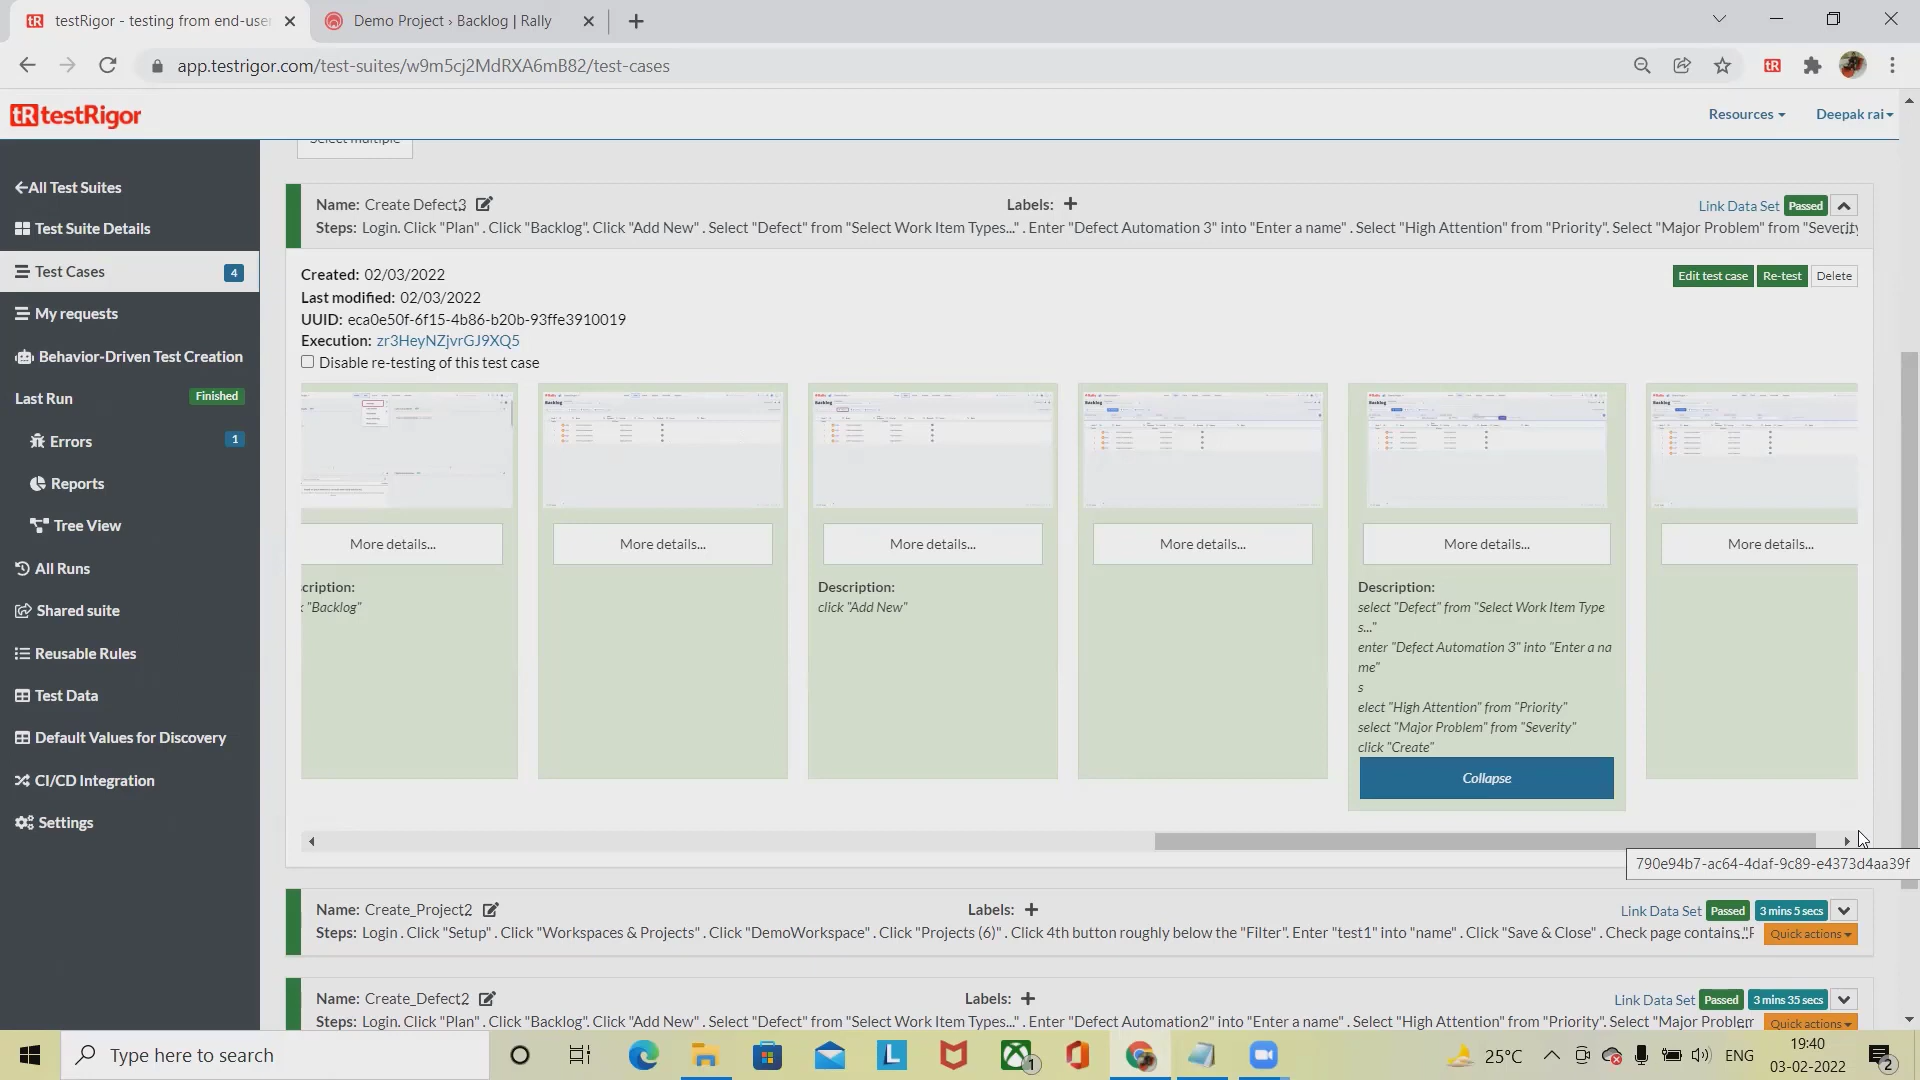 testRigor - testing from end-user
Demo Project › Backlog | Rally
app.testrigor.com/test-suites/w9m5cj2MdRXA6mB82/test-cases
testRigor
Resources
Deepak rai
Select multiple
All Test Suites
Test Suite Details
Test Cases
4
My requests
Behavior-Driven Test Creation
Last Run
Finished
Errors
1
Reports
Tree View
All Runs
Shared suite
Reusable Rules
Test Data
Default Values for Discovery
CI/CD Integration
Settings
Name: Create Defect3
Labels:
Link Data Set
Passed
Steps: Login. Click "Plan" . Click "Backlog". Click "Add New" . Select "Defect" from "Select Work Item Types..." . Enter "Defect Automation 3" into "Enter a name" . Select "High Attention" from "Priority". Select "Major Problem" from "Severity
Created: 02/03/2022
Edit test case
Re-test
Delete
Last modified: 02/03/2022
UUID: eca0e50f-6f15-4b86-b20b-93ffe3910019
Execution: zr3HeyNZjvrGJ9XQ5
Disable re-testing of this test case
More details...
More details...
More details...
More details...
More details...
More details...
cription:
"Backlog"
Description:
click "Add New"
Description:
select "Defect" from "Select Work Item Type
s..."
enter "Defect Automation 3" into "Enter a na
me"
s
elect "High Attention" from "Priority"
select "Major Problem" from "Severity"
click "Create"
Collapse
790e94b7-ac64-4daf-9c89-e4373d4aa39f
Name: Create_Project2
Labels:
Link Data Set
Passed
3 mins 5 secs
Steps: Login . Click "Setup" . Click "Workspaces & Projects" . Click "DemoWorkspace" . Click "Projects (6)" . Click 4th button roughly below the "Filter". Enter "test1" into "name" . Click "Save & Close" . Check page contains
Quick actions
Name: Create_Defect2
Labels:
Link Data Set
Passed
3 mins 35 secs
Steps: Login. Click "Plan" . Click "Backlog". Click "Add New" . Select "Defect" from "Select Work Item Types..." . Enter "Defect Automation2" into "Enter a name" . Select "High Attention" from "Priority" . Select "Major Problem
Quick actions
Type here to search
1
25°C
ENG
19:40
03-02-2022
2